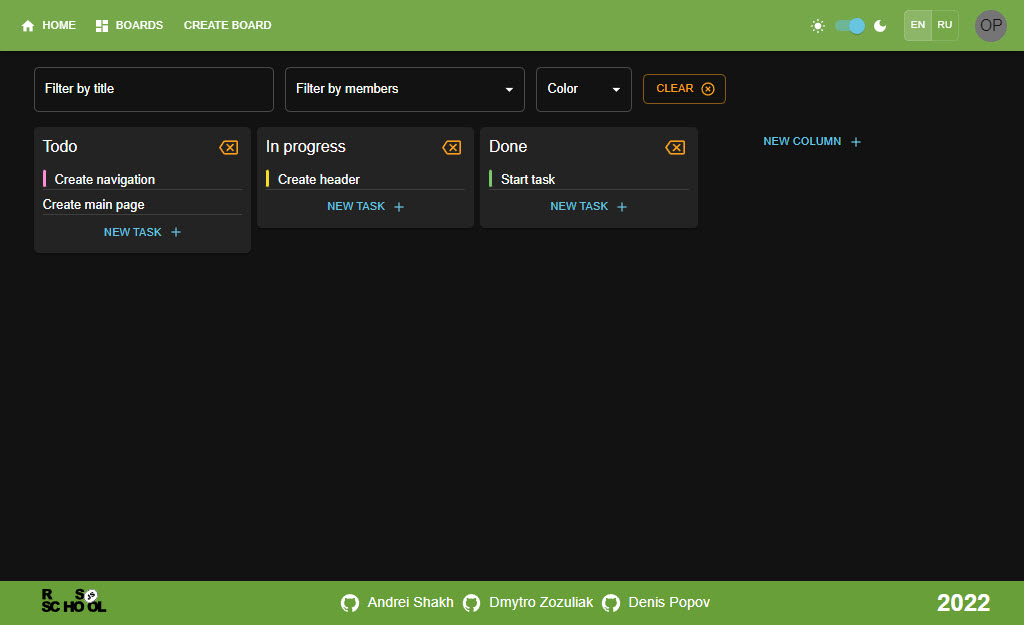 HOME BOARDS CREATE BOARD EN RU OP
Filter by title Filter by members Color CLEAR
Todo In progress Done NEW COLUMN
Create navigation Create header Start task
Create main page NEW TASK NEW TASK
NEW TASK
RS
SCHOOL JS
Andrei Shakh Dmytro Zozuliak Denis Popov 2022